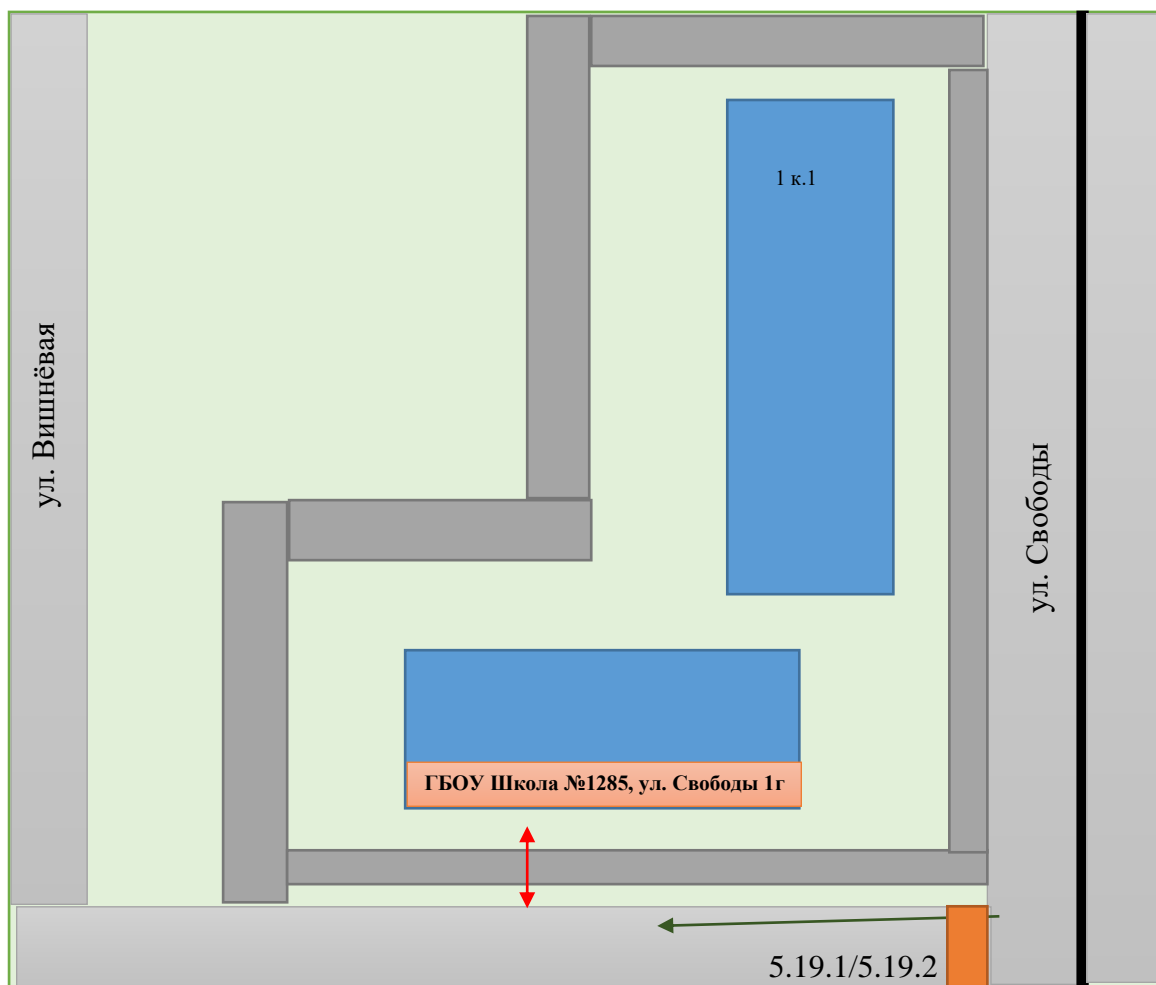 1 к.1
ул. Вишнёвая
ул. Свободы
ГБОУ Школа №1285, ул. Свободы 1г
5.19.1/5.19.2